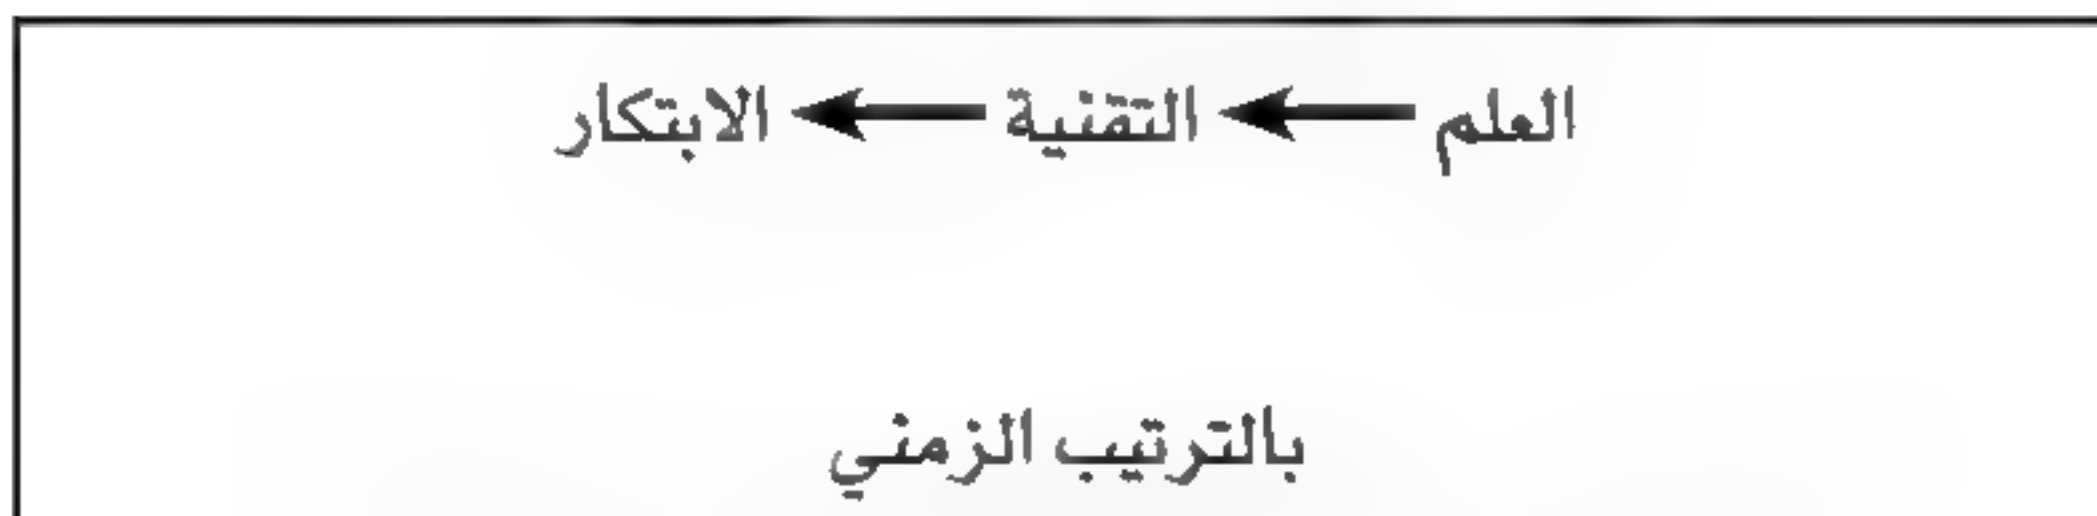 العلم ← التقنية ← الابتكار
بالترتيب الزمني